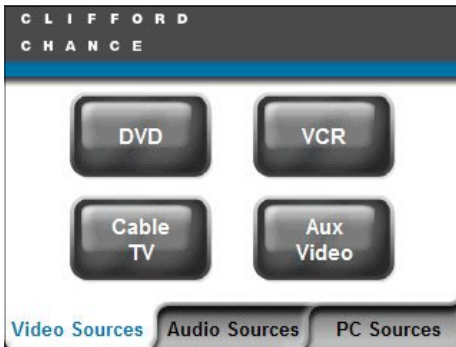 CLIFFORD
CHANCE
DVD
VCR
Cable
TV
Aux
Video
Video Sources
Audio Sources
PC Sources